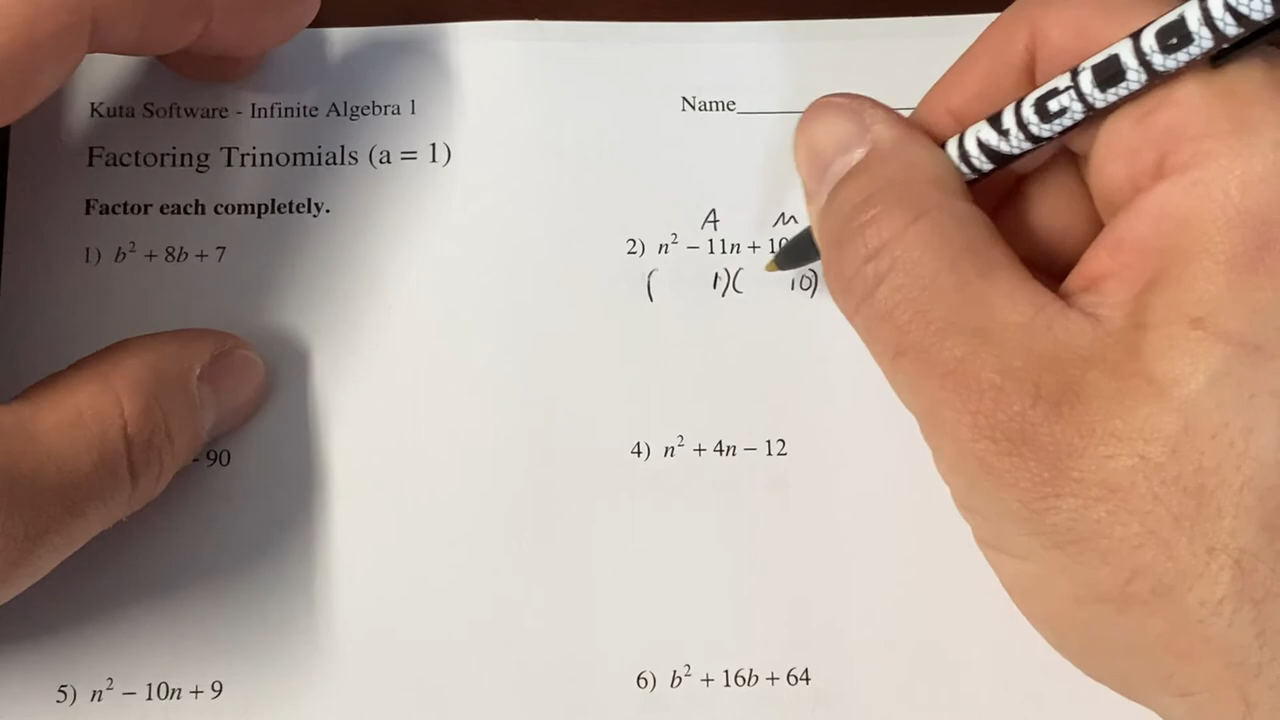 Kuta Software - Infinite Algebra 1
Name
Factoring Trinomials (a = 1)
Factor each completely.
1) b² + 8b + 7
A M
2) n² − 11n + 10
( 1)( 10)
- 90
4) n² + 4n − 12
5) n² − 10n + 9
6) b² + 16b + 64